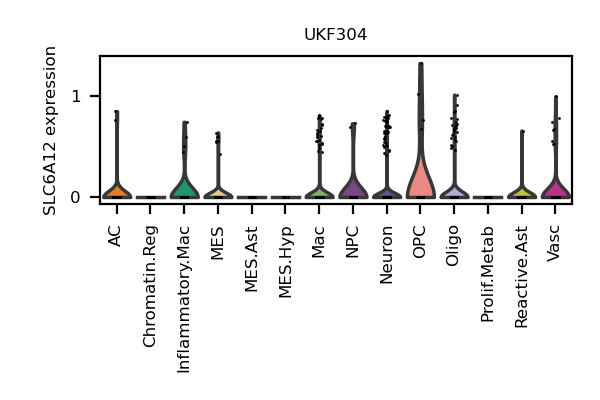 UKF304
SLC6A12 expression
1
0
AC
Chromatin.Reg
Inflammatory.Mac
MES
MES.Ast
MES.Hyp
Mac
NPC
Neuron
OPC
Oligo
Prolif.Metab
Reactive.Ast
Vasc